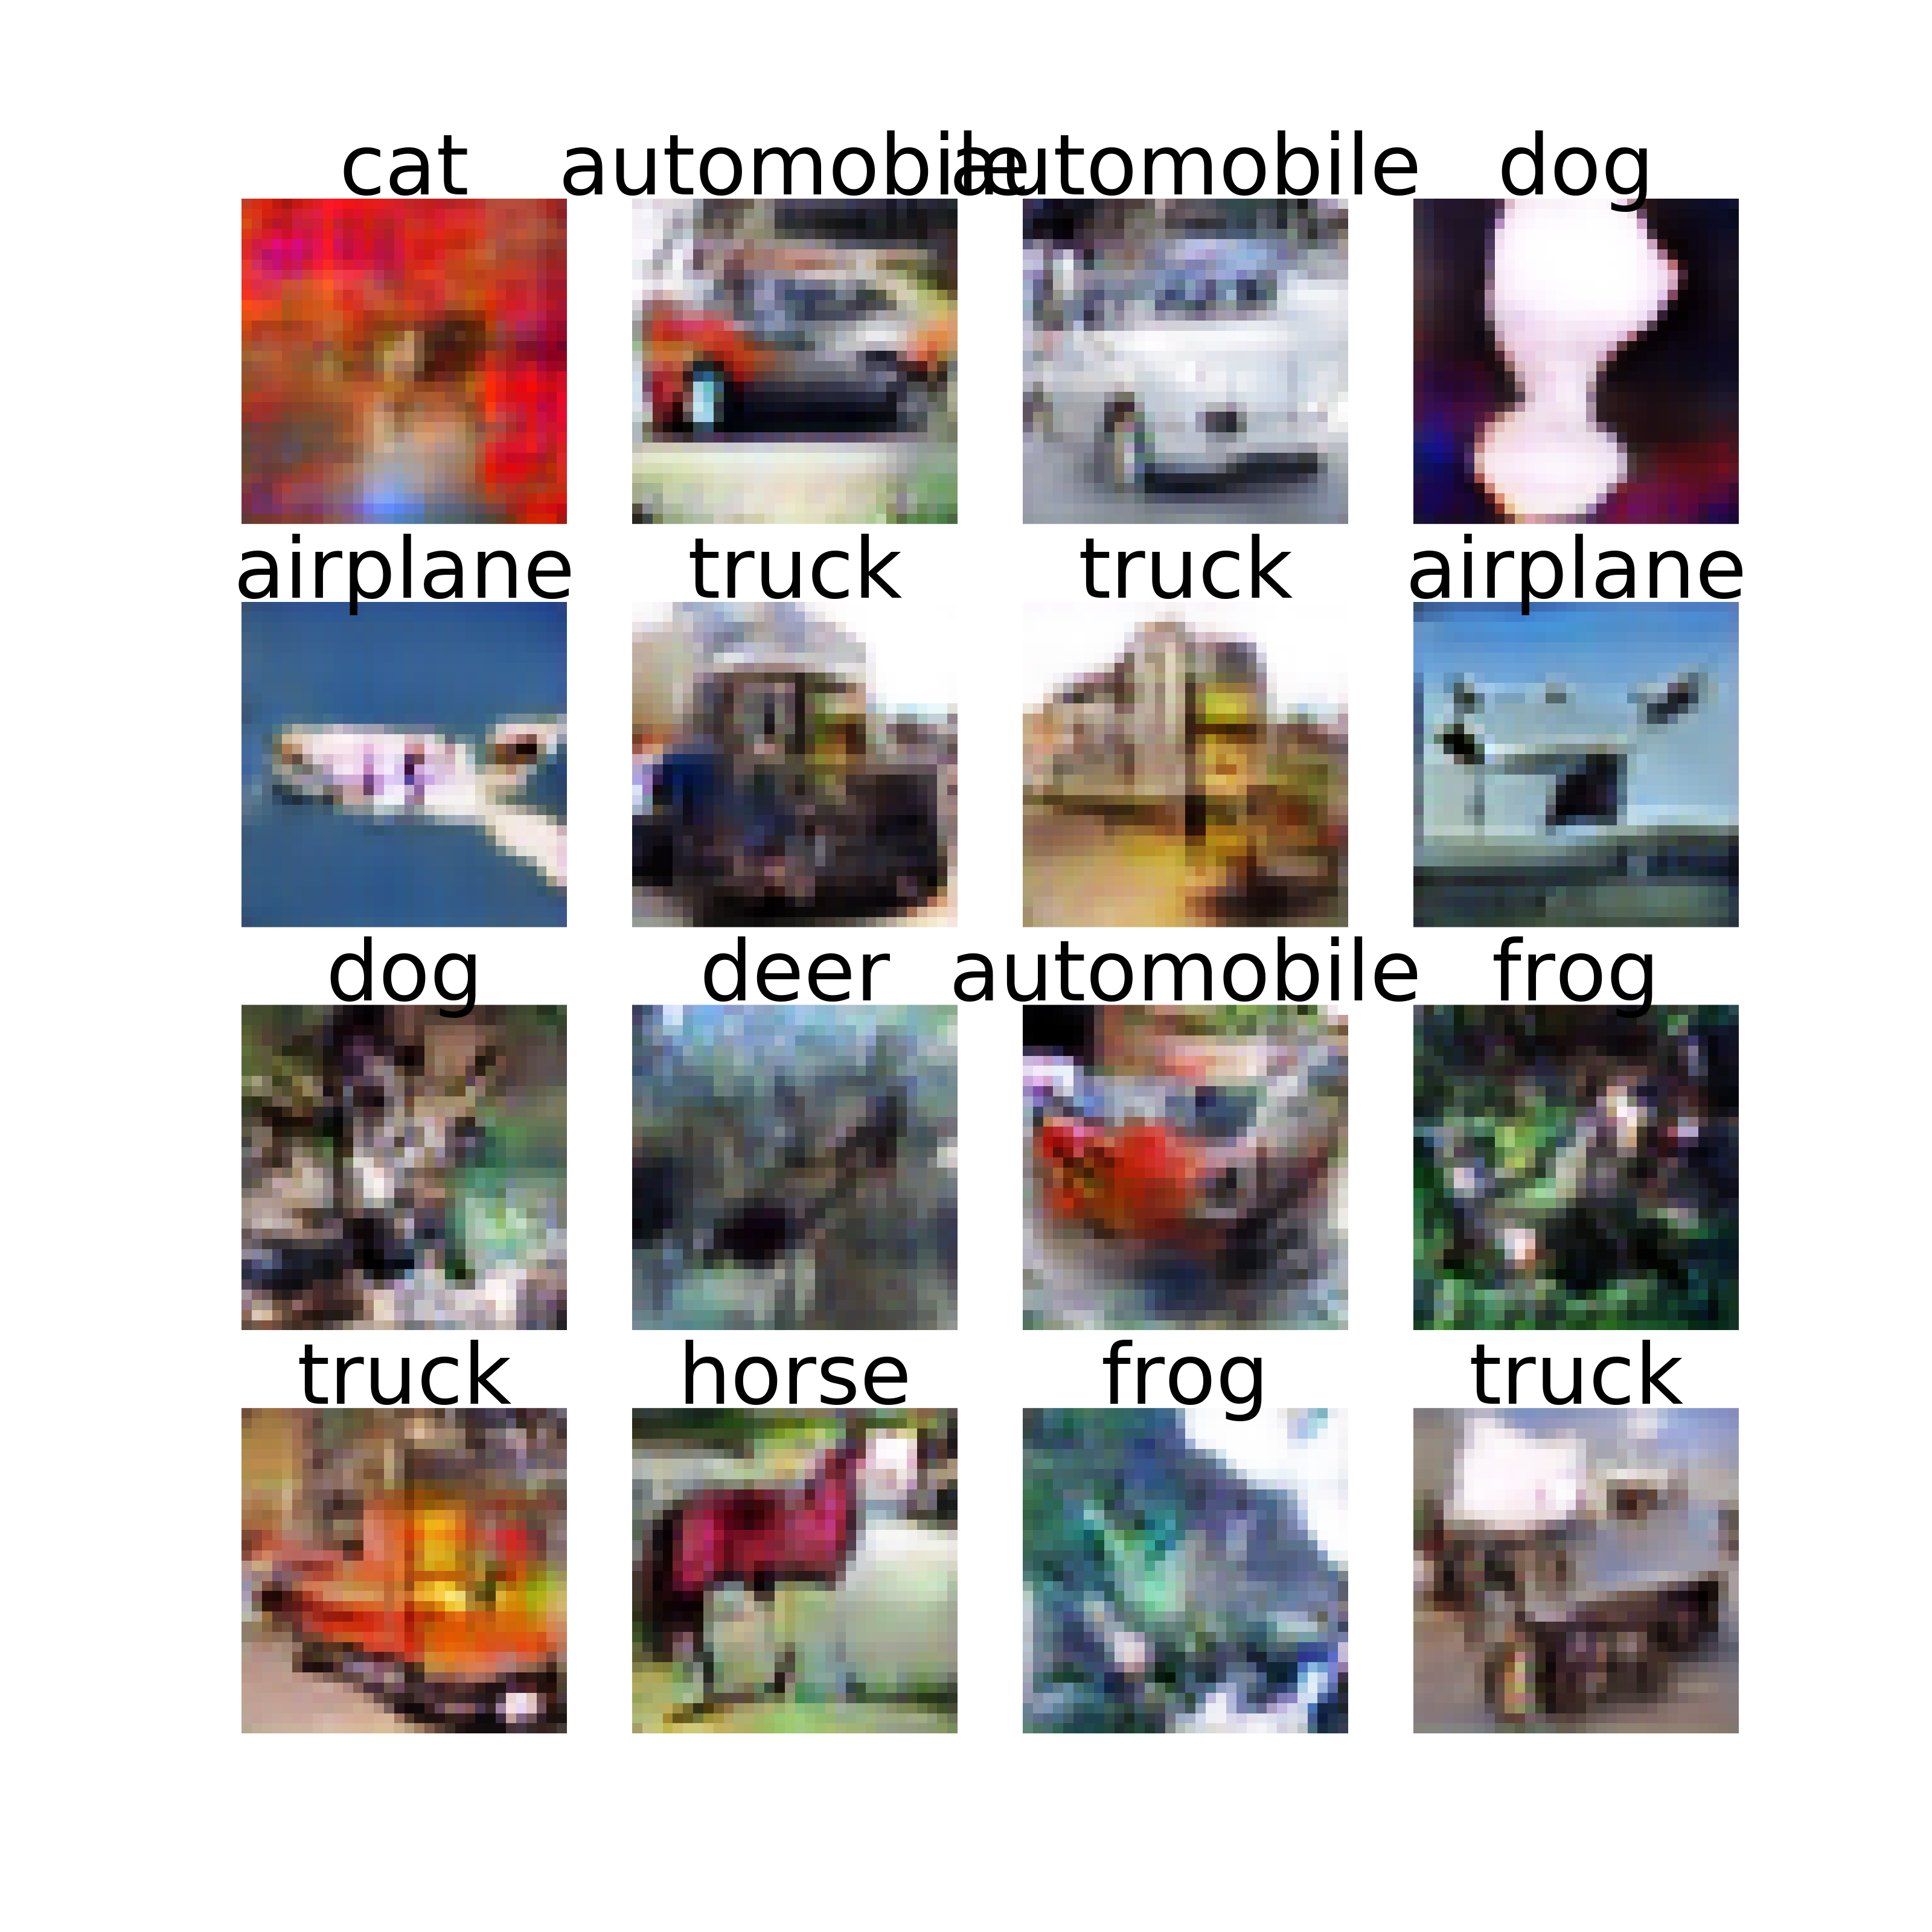 cat automobile automobile dog
airplane truck truck airplane
dog deer automobile frog
truck horse frog truck